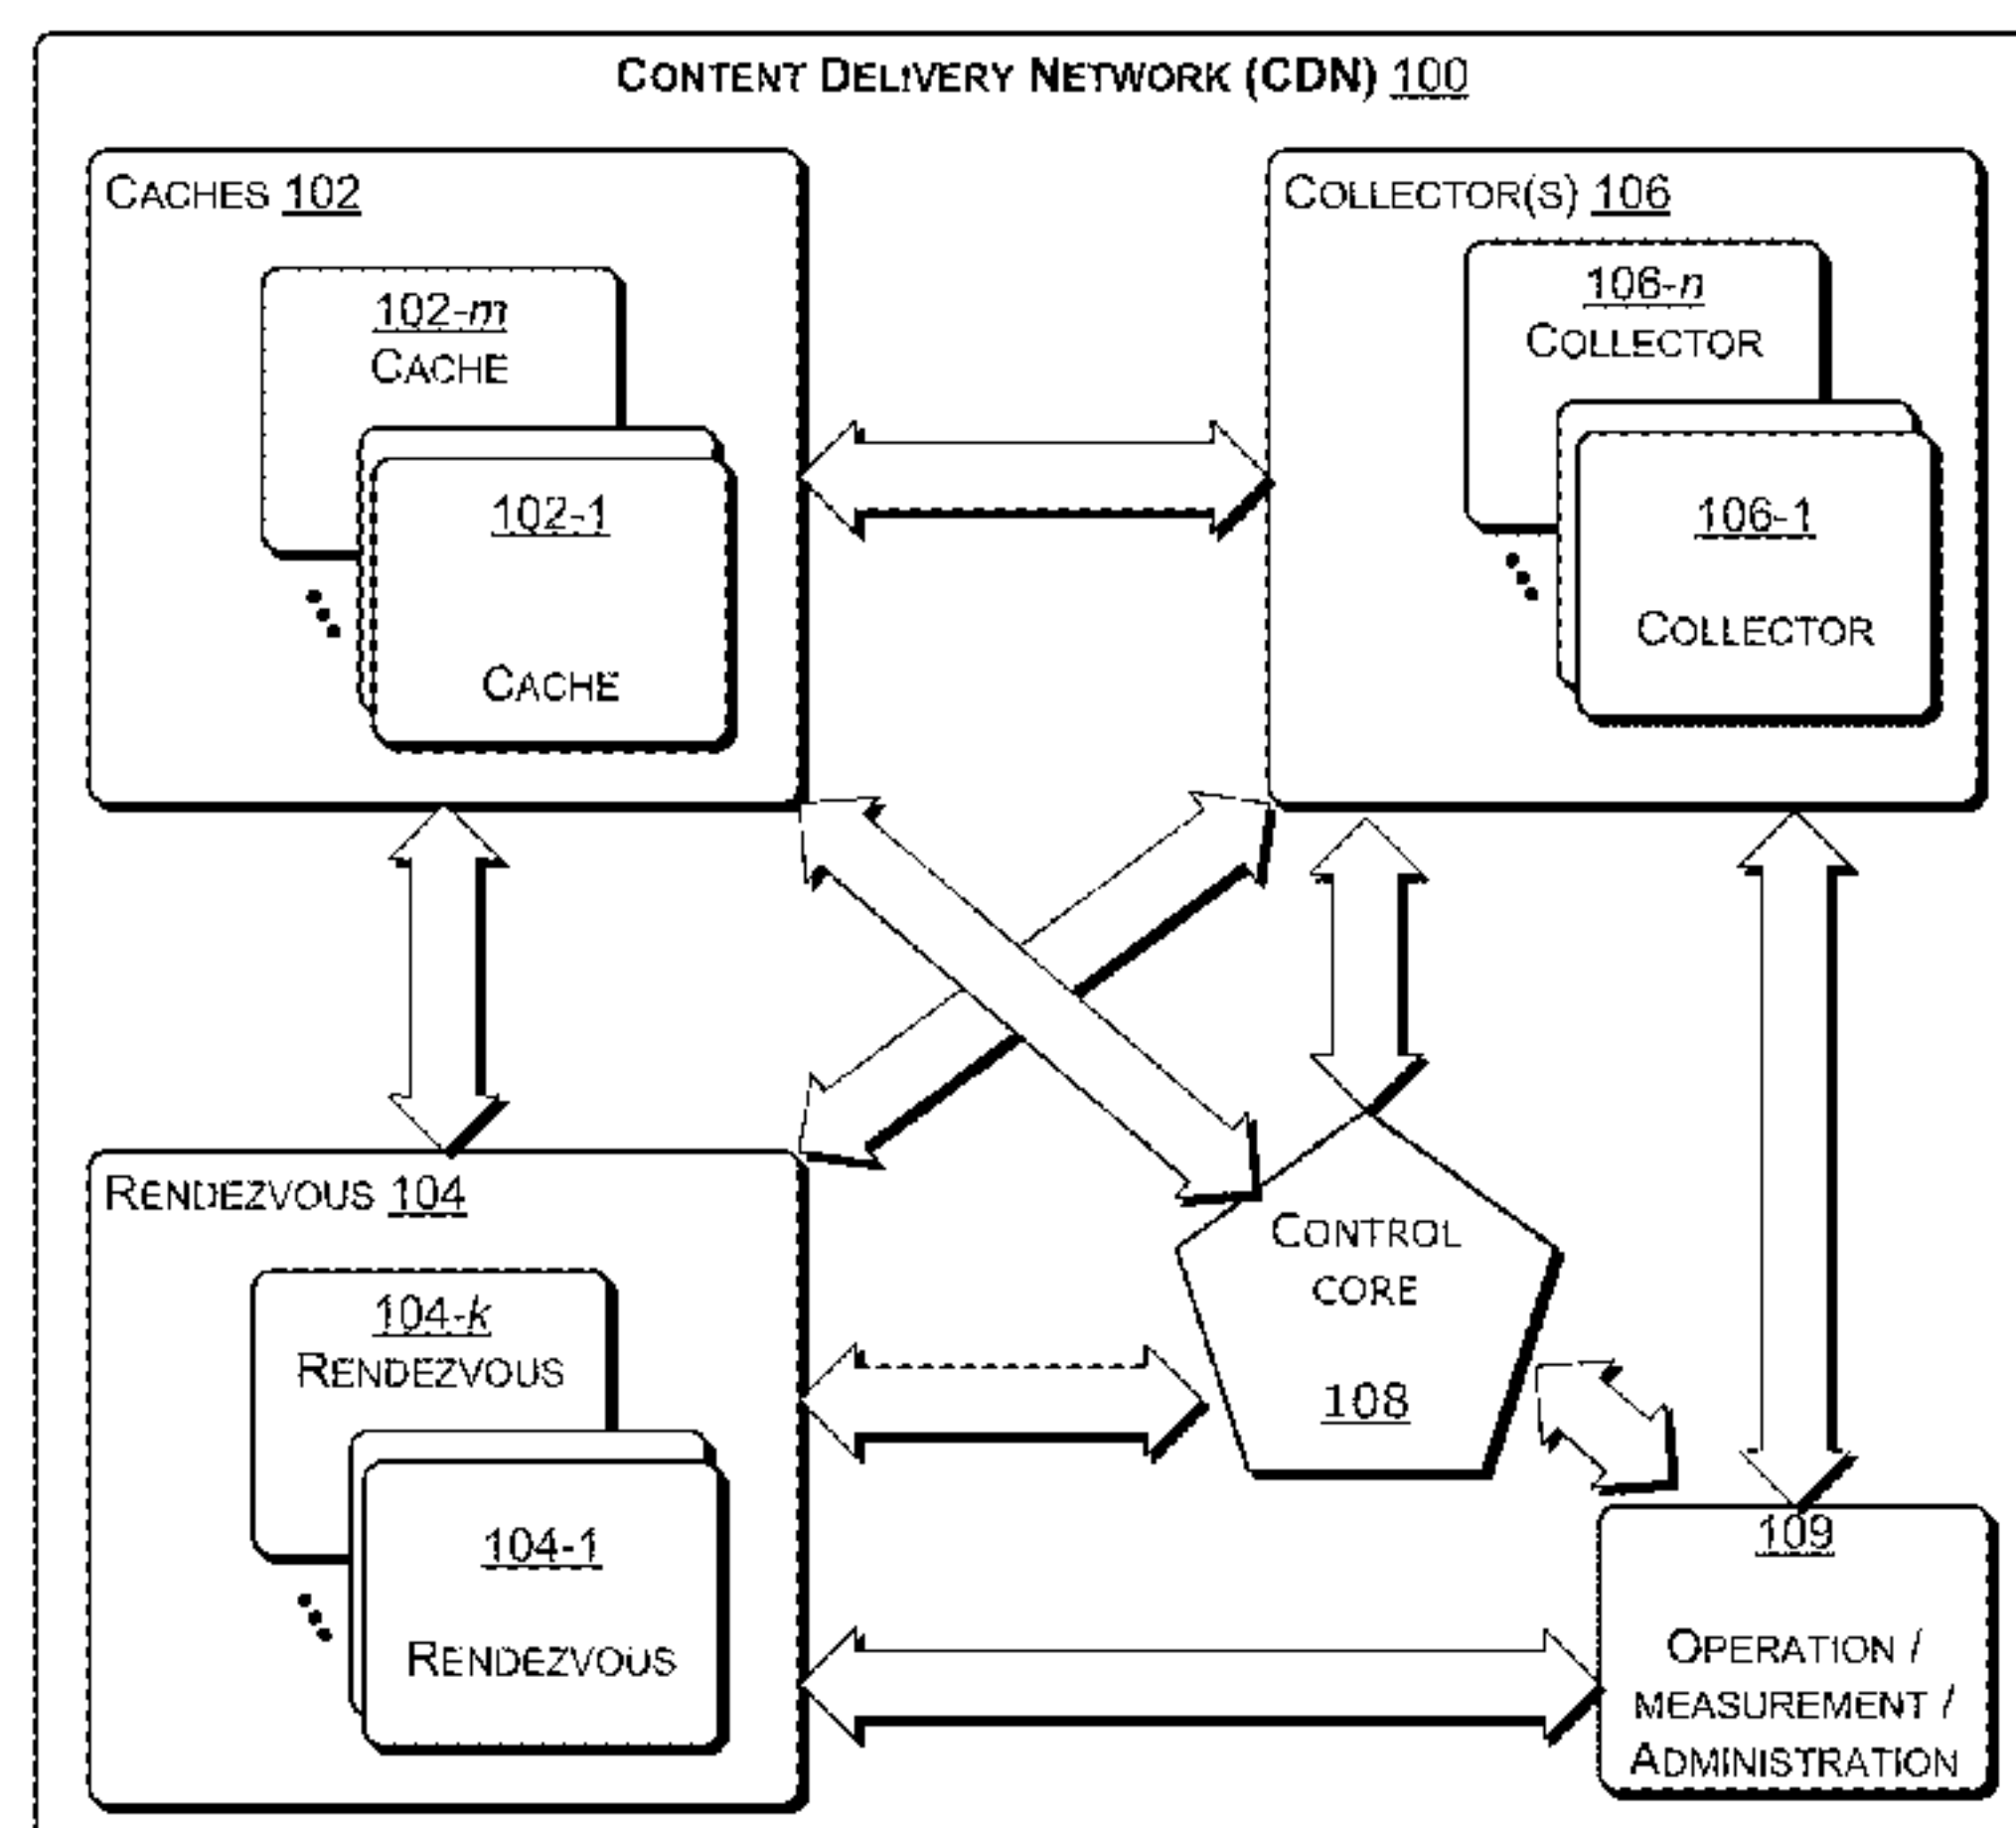 CONTENT DELIVERY NETWORK (CDN) 100
CACHES 102
102-m
CACHE
102-1
CACHE
COLLECTOR(S) 106
106-n
COLLECTOR
106-1
COLLECTOR
RENDEZVOUS 104
104-k
RENDEZVOUS
104-1
RENDEZVOUS
CONTROL
CORE
108
109
OPERATION /
MEASUREMENT /
ADMINISTRATION